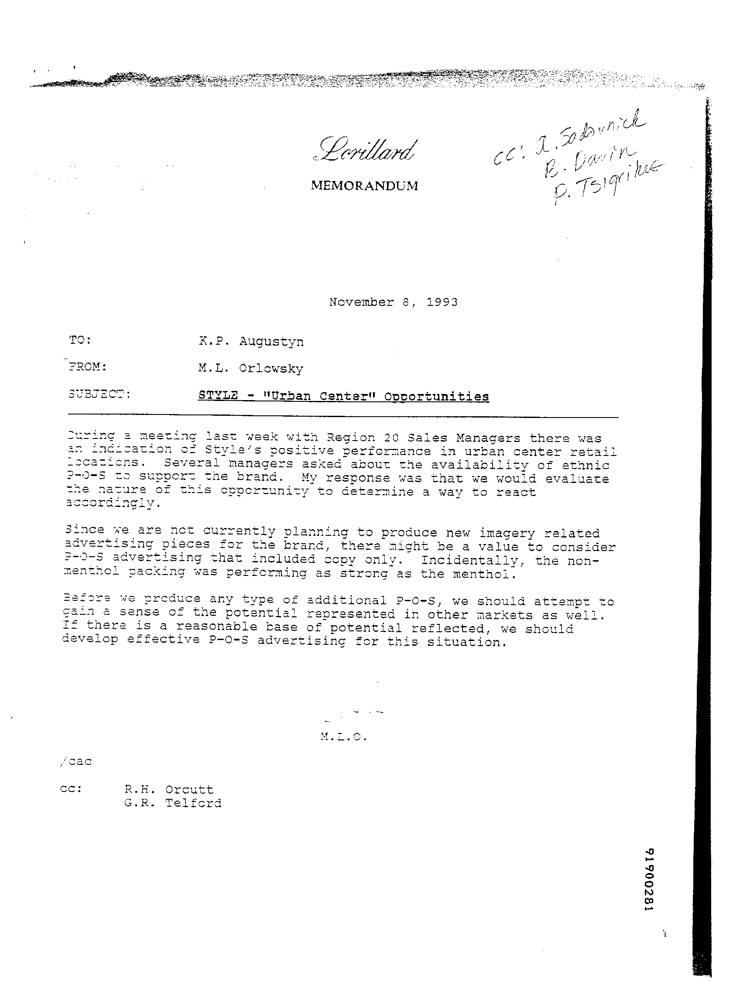 Lorillard
MEMORANDUM
cc: A. Sadovnick
R. Davin
P. Tsigrikes
November 8, 1993
TO: K.P. Augustyn
FROM: M.L. Orlowsky
SUBJECT: STYLE - "Urban Center" Opportunities
During a meeting last week with Region 20 Sales Managers there was
an indication of Style's positive performance in urban center retail
locations. Several managers asked about the availability of ethnic
P-O-S to support the brand. My response was that we would evaluate
the nature of this opportunity to determine a way to react
accordingly.
Since we are not currently planning to produce new imagery related
advertising pieces for the brand, there might be a value to consider
P-O-S advertising that included copy only. Incidentally, the non-
menthol packing was performing as strong as the menthol.
Before we produce any type of additional P-O-S, we should attempt to
gain a sense of the potential represented in other markets as well.
If there is a reasonable base of potential reflected, we should
develop effective P-O-S advertising for this situation.
M.L.O.
/cac
cc: R.H. Orcutt
G.R. Telford
91900281